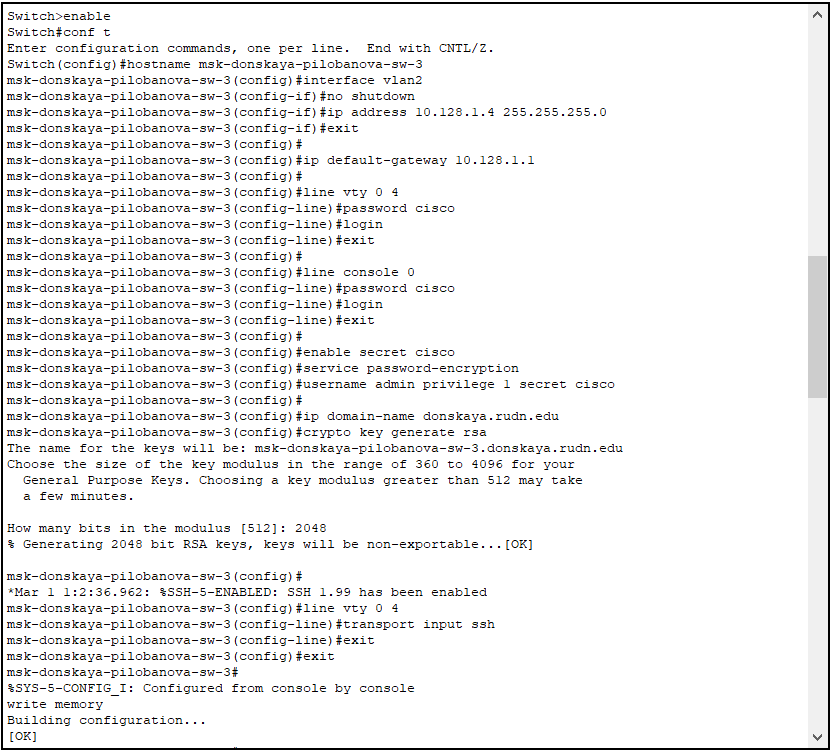 Switch>enable
Switch#conf t
Enter configuration commands, one per line.  End with CNTL/Z.
Switch(config)#hostname msk-donskaya-pilobanova-sw-3
msk-donskaya-pilobanova-sw-3(config)#interface vlan2
msk-donskaya-pilobanova-sw-3(config-if)#no shutdown
msk-donskaya-pilobanova-sw-3(config-if)#ip address 10.128.1.4 255.255.255.0
msk-donskaya-pilobanova-sw-3(config-if)#exit
msk-donskaya-pilobanova-sw-3(config)#
msk-donskaya-pilobanova-sw-3(config)#ip default-gateway 10.128.1.1
msk-donskaya-pilobanova-sw-3(config)#
msk-donskaya-pilobanova-sw-3(config)#line vty 0 4
msk-donskaya-pilobanova-sw-3(config-line)#password cisco
msk-donskaya-pilobanova-sw-3(config-line)#login
msk-donskaya-pilobanova-sw-3(config-line)#exit
msk-donskaya-pilobanova-sw-3(config)#
msk-donskaya-pilobanova-sw-3(config)#line console 0
msk-donskaya-pilobanova-sw-3(config-line)#password cisco
msk-donskaya-pilobanova-sw-3(config-line)#login
msk-donskaya-pilobanova-sw-3(config-line)#exit
msk-donskaya-pilobanova-sw-3(config)#
msk-donskaya-pilobanova-sw-3(config)#enable secret cisco
msk-donskaya-pilobanova-sw-3(config)#service password-encryption
msk-donskaya-pilobanova-sw-3(config)#username admin privilege 1 secret cisco
msk-donskaya-pilobanova-sw-3(config)#
msk-donskaya-pilobanova-sw-3(config)#ip domain-name donskaya.rudn.edu
msk-donskaya-pilobanova-sw-3(config)#crypto key generate rsa
The name for the keys will be: msk-donskaya-pilobanova-sw-3.donskaya.rudn.edu
Choose the size of the key modulus in the range of 360 to 4096 for your
  General Purpose Keys. Choosing a key modulus greater than 512 may take
  a few minutes.

How many bits in the modulus [512]: 2048
% Generating 2048 bit RSA keys, keys will be non-exportable...[OK]

msk-donskaya-pilobanova-sw-3(config)#
*Mar 1 1:2:36.962: %SSH-5-ENABLED: SSH 1.99 has been enabled
msk-donskaya-pilobanova-sw-3(config)#line vty 0 4
msk-donskaya-pilobanova-sw-3(config-line)#transport input ssh
msk-donskaya-pilobanova-sw-3(config-line)#exit
msk-donskaya-pilobanova-sw-3(config)#exit
msk-donskaya-pilobanova-sw-3#
%SYS-5-CONFIG_I: Configured from console by console
write memory
Building configuration...
[OK]